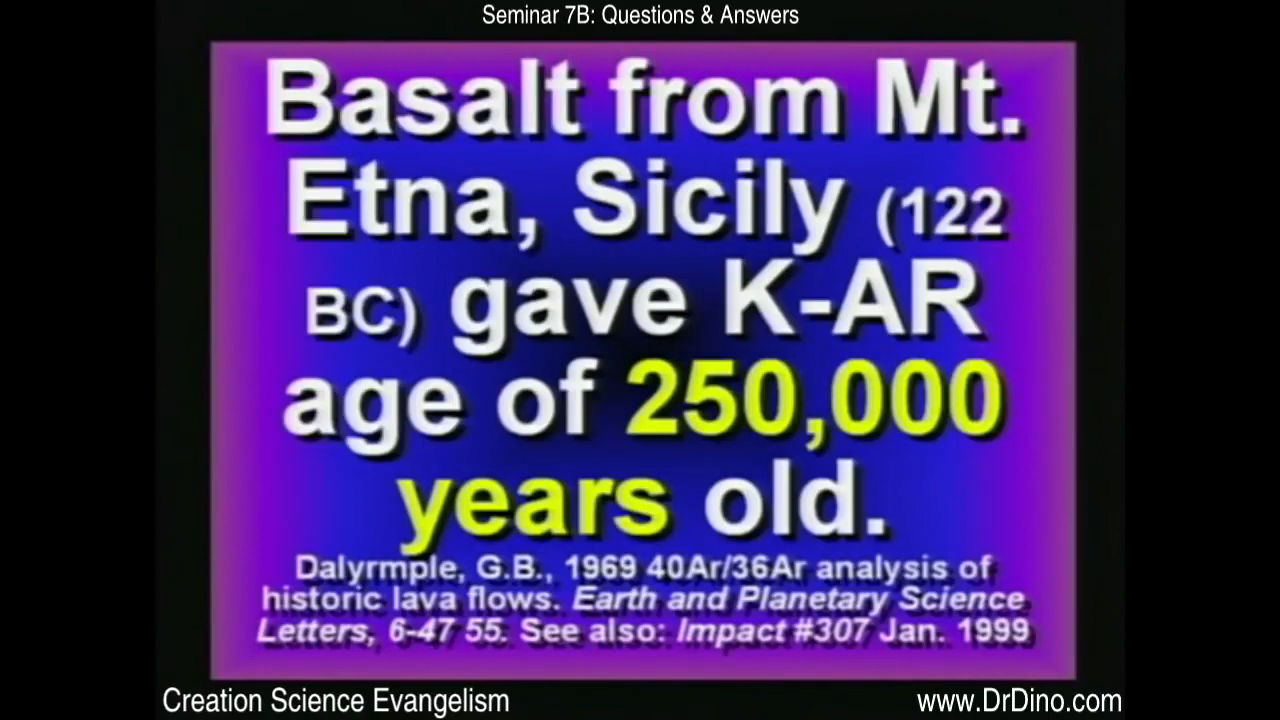 Seminar 7B: Questions & Answers
Basalt from Mt.
Etna, Sicily (122
BC) gave K-AR
age of 250,000
years old.
Dalyrmple, G.B., 1969 40Ar/36Ar analysis of
historic lava flows. Earth and Planetary Science
Letters, 6-47 55. See also: Impact #307 Jan. 1999
Creation Science Evangelism
www.DrDino.com